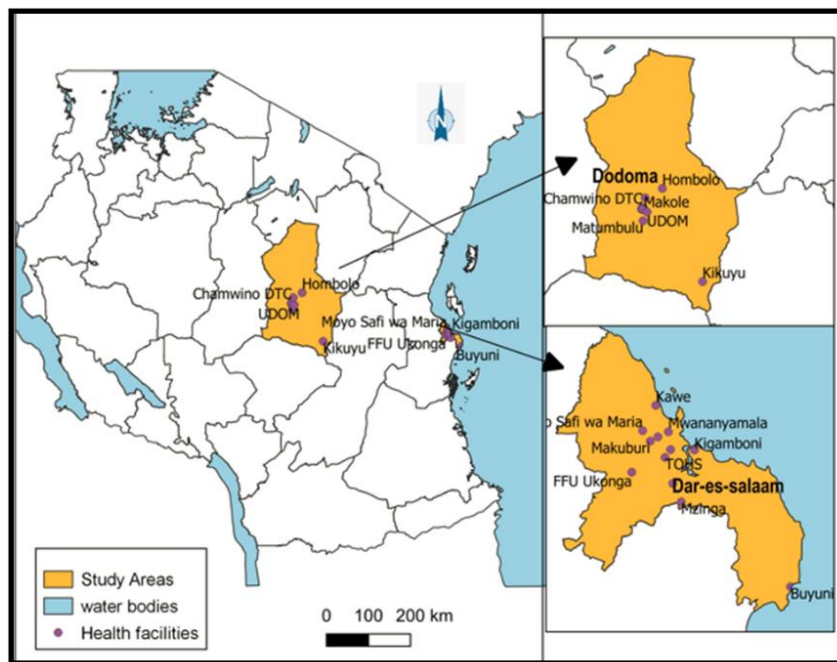 N
Hombolo
Chamwino DTC
UDOM
Kikuyu
Moyo Safi wa Maria
Kigamboni
FFU Ukonga
Buyuni
Study Areas
water bodies
Health facilities
0 100 200 km
Dodoma
Hombolo
Chamwino DTC
Makole
UDOM
Matumbulu
Kikuyu
Kawe
o Safi wa Maria
Mwananyamala
Makuburi
Kigamboni
FFU Ukonga
Dar-es-salaam
Mzinga
Buyuni